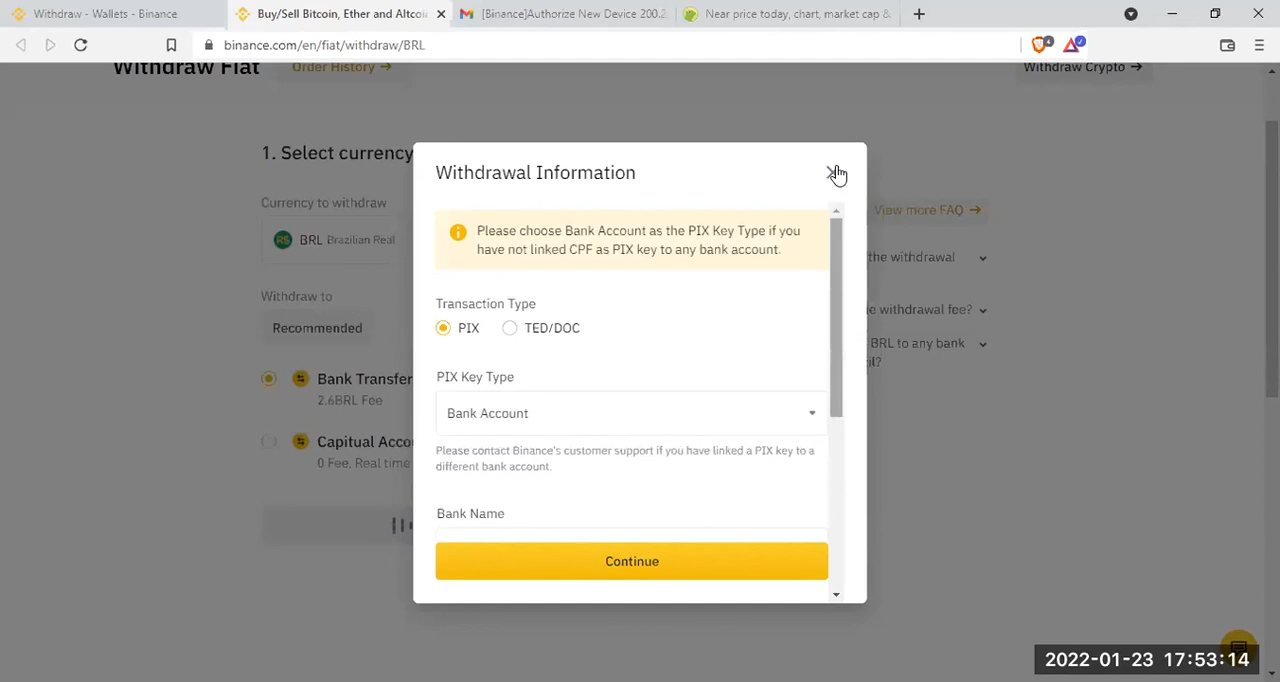 Withdraw - Wallets - Binance
Buy/Sell Bitcoin, Ether and Altcoi
[Binance]Authorize New Device 200.2
Near price today, chart, market cap &
binance.com/en/fiat/withdraw/BRL
Withdraw Fiat
Order History →
Withdraw Crypto →
1. Select currency
Currency to withdraw
R$ BRL Brazilian Real
Withdraw to
Recommended
Bank Transfer
2.6BRL Fee
Capitual Acco
0 Fee, Real time
Withdrawal Information
Please choose Bank Account as the PIX Key Type if you
have not linked CPF as PIX key to any bank account.
Transaction Type
PIX
TED/DOC
PIX Key Type
Bank Account
Please contact Binance's customer support if you have linked a PIX key to a
different bank account.
Bank Name
Continue
View more FAQ →
the withdrawal
e withdrawal fee?
BRL to any bank
il?
4
2022-01-23 17:53:14